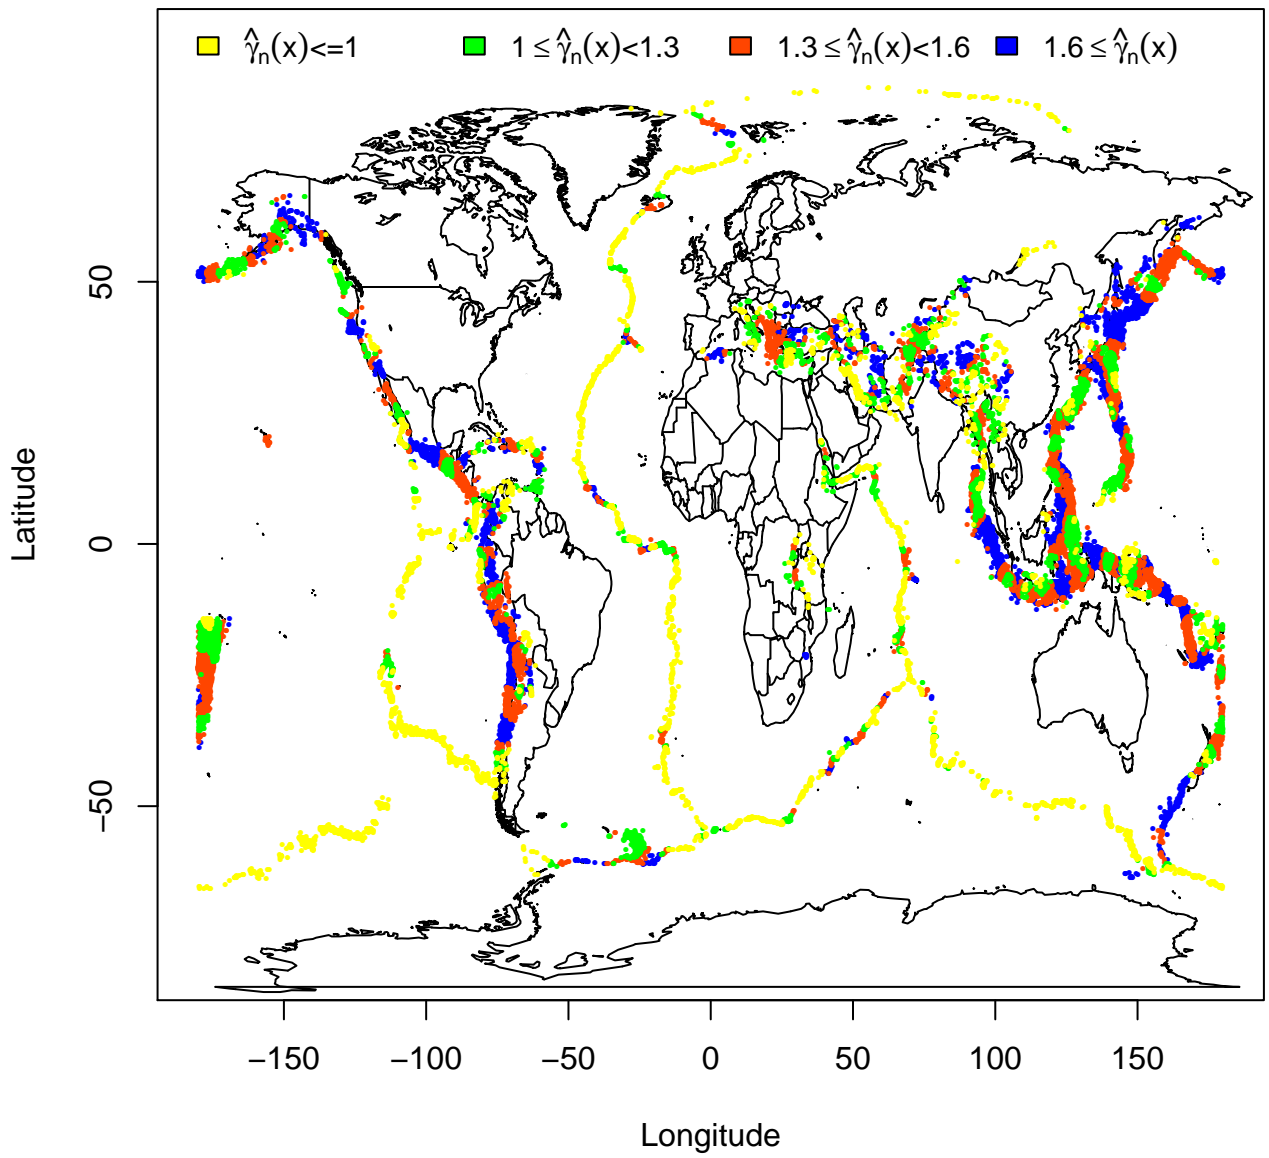 γ̂ₙ(x)<=1 1 ≤ γ̂ₙ(x)<1.3 1.3 ≤ γ̂ₙ(x)<1.6 1.6 ≤ γ̂ₙ(x)
50
0
−50
Latitude
−150 −100 −50 0 50 100 150
Longitude